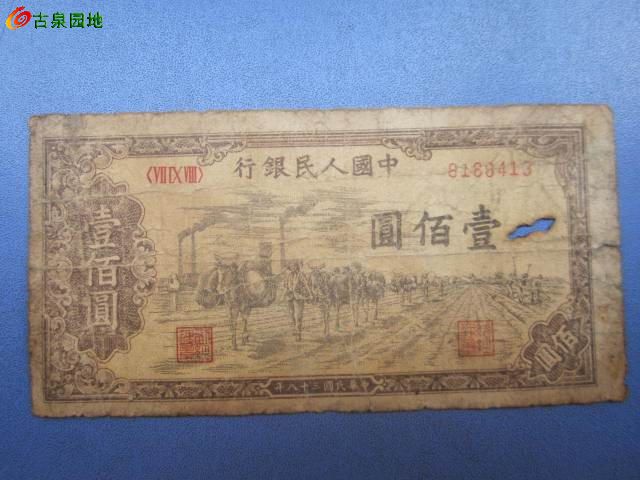 古泉园地
行銀民人國中
〈VII IX VIII〉
8188413
圓佰壹
壹佰圓
佰圓
年八十三國民華中